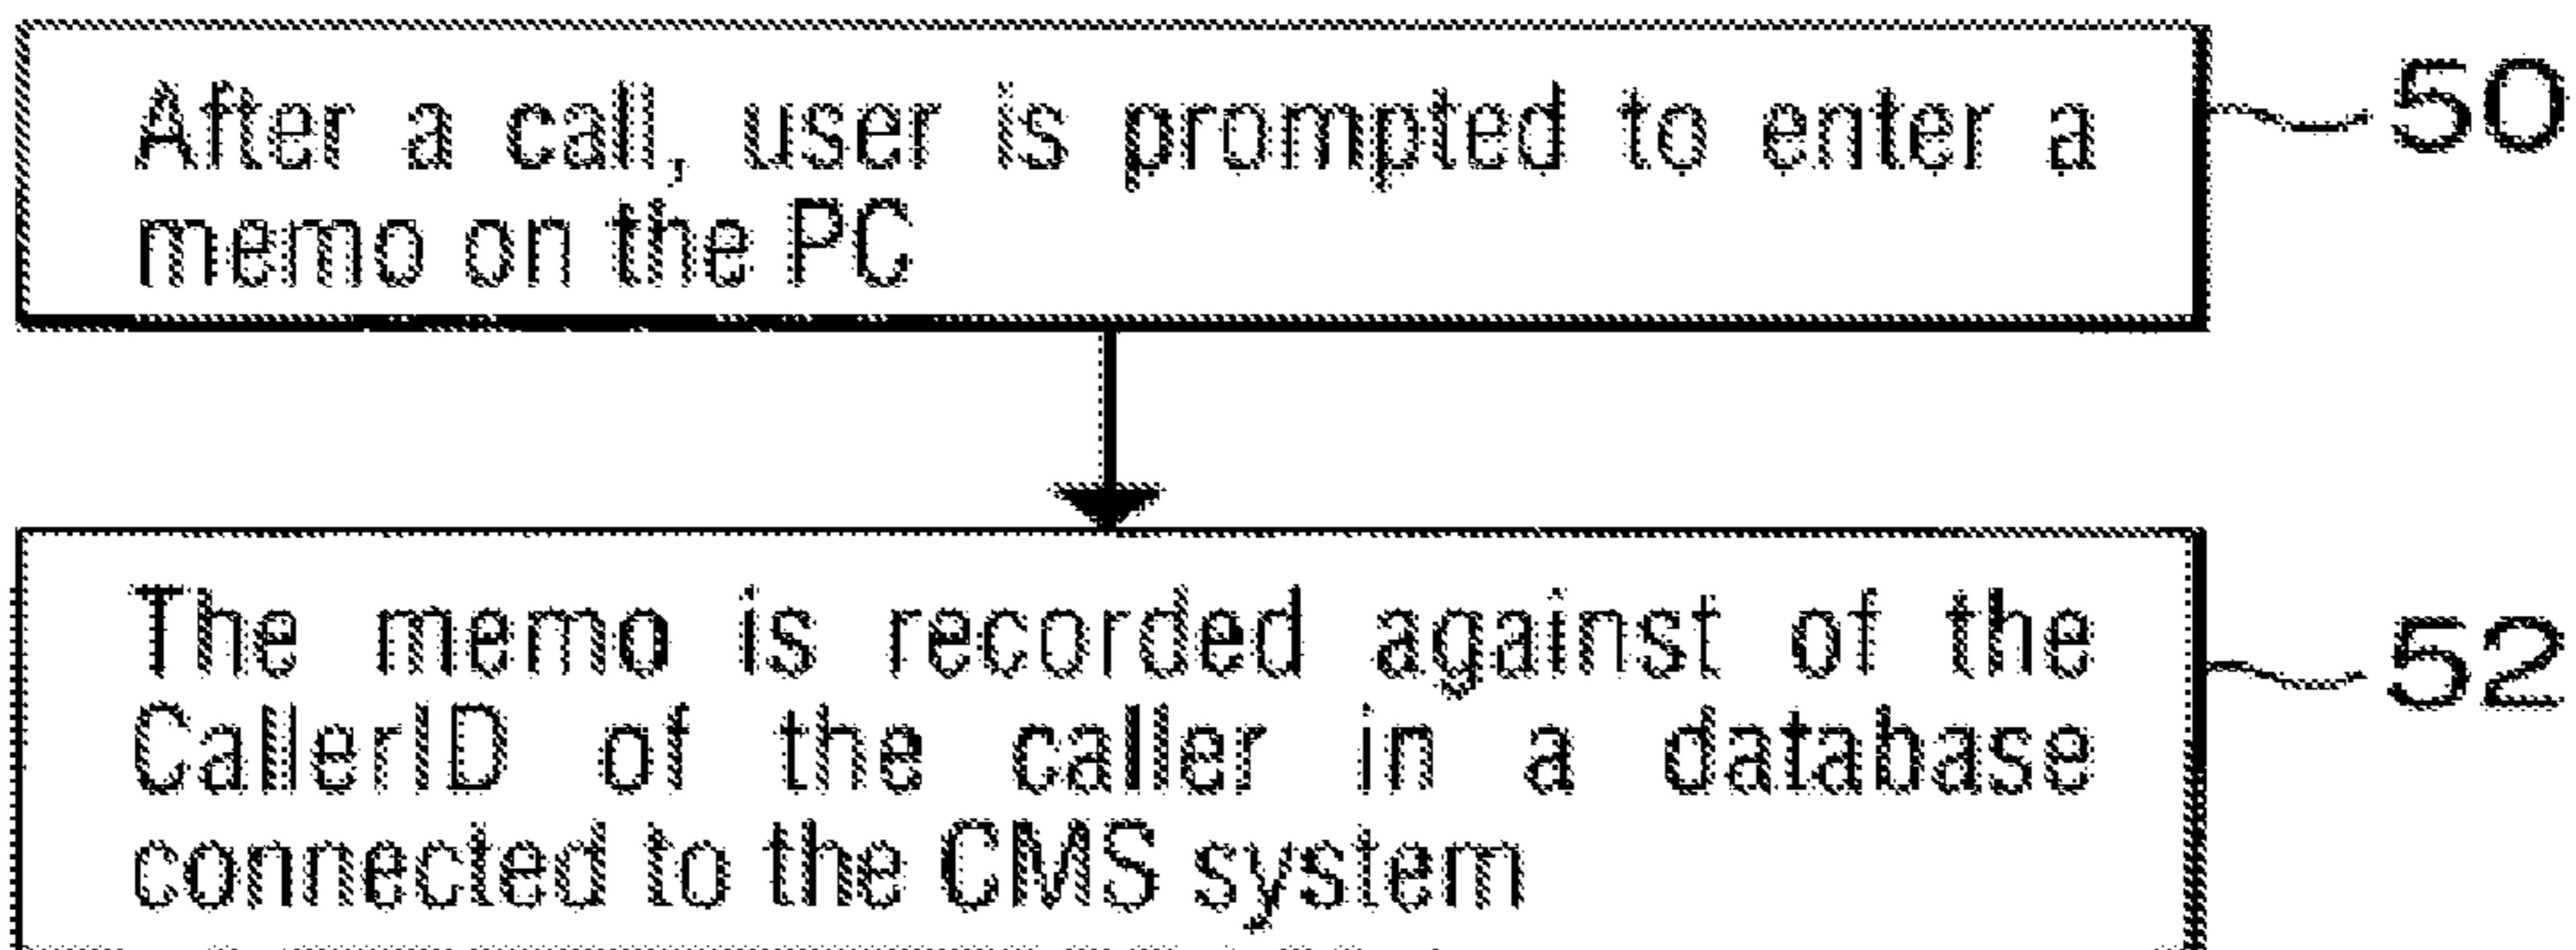 After a call, user is prompted to enter a
memo on the PC
50
The memo is recorded against of the
CallerID of the caller in a database
connected to the CMS system
52